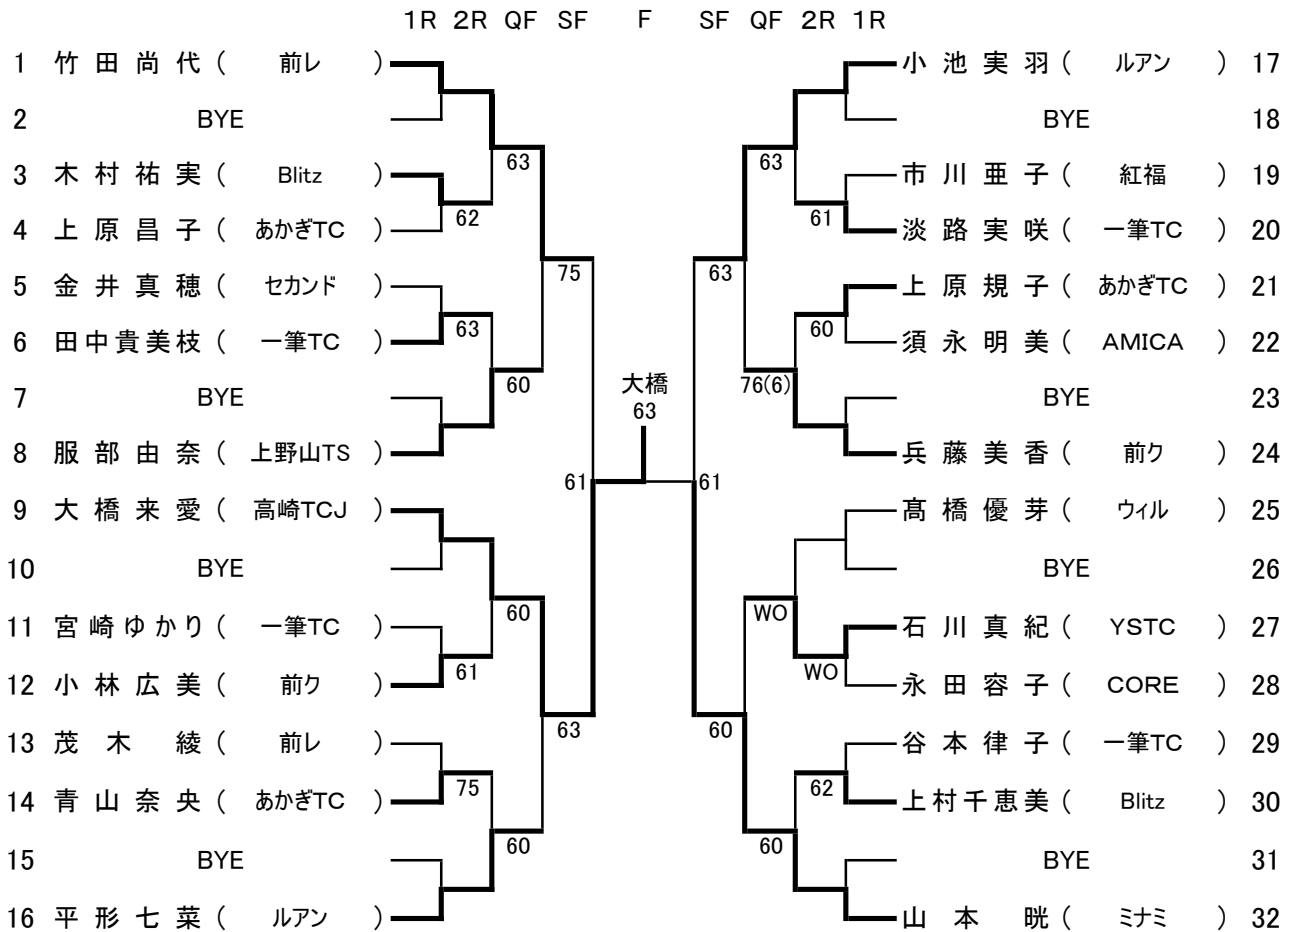 1R 2R QF SF F SF QF 2R 1R
1 竹田尚代 ( 前レ ) 小池実羽 ( ルアン ) 17
2 BYE BYE 18
63 63
3 木村祐実 ( Blitz ) 市川亜子 ( 紅福 ) 19
62 61
4 上原昌子 ( あかぎTC ) 淡路実咲 ( 一筆TC ) 20
75 63
5 金井真穂 ( セカンド ) 上原規子 ( あかぎTC ) 21
63 60
6 田中貴美枝 ( 一筆TC ) 須永明美 ( AMICA ) 22
60 大橋 76(6)
7 BYE BYE 23
63
8 服部由奈 ( 上野山TS ) 兵藤美香 ( 前ク ) 24
61 61
9 大橋来愛 ( 高崎TCJ ) 髙橋優芽 ( ウィル ) 25
10 BYE BYE 26
60 WO
11 宮崎ゆかり ( 一筆TC ) 石川真紀 ( YSTC ) 27
61 WO
12 小林広美 ( 前ク ) 永田容子 ( CORE ) 28
63 60
13 茂木 綾 ( 前レ ) 谷本律子 ( 一筆TC ) 29
75 62
14 青山奈央 ( あかぎTC ) 上村千恵美 ( Blitz ) 30
60 60
15 BYE BYE 31
16 平形七菜 ( ルアン ) 山本 晄 ( ミナミ ) 32